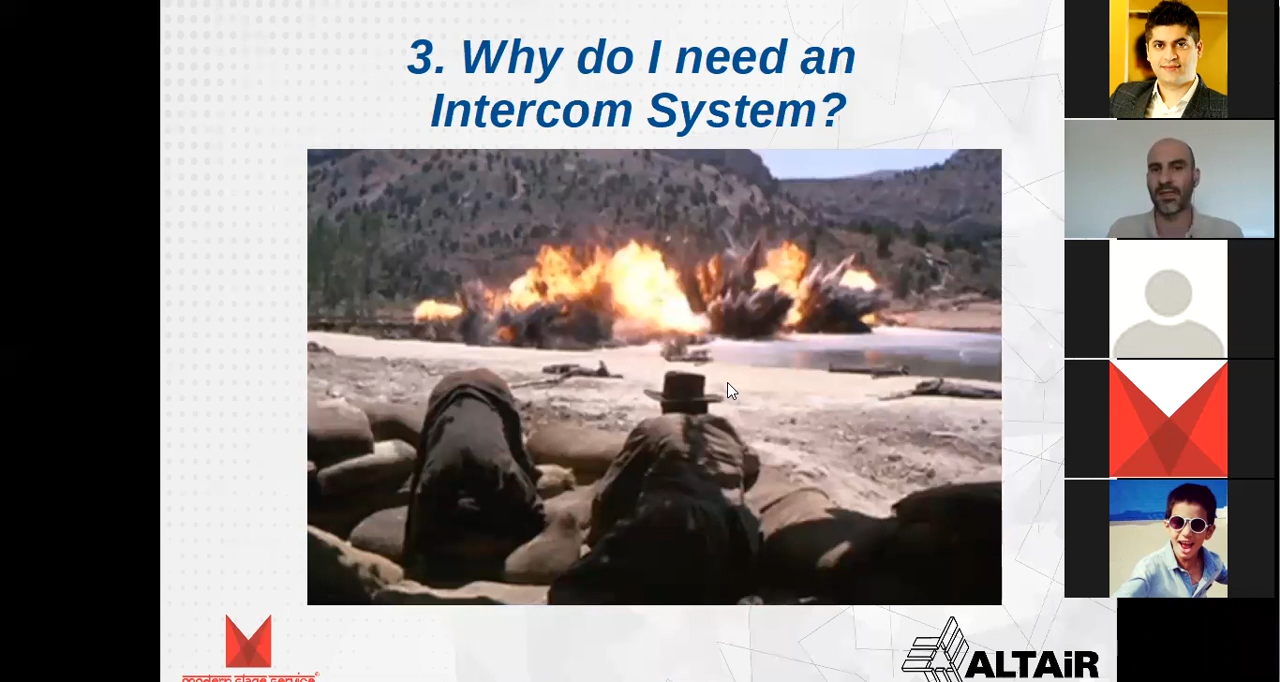 3. Why do I need an
Intercom System?
modern stage service
ALTAiR